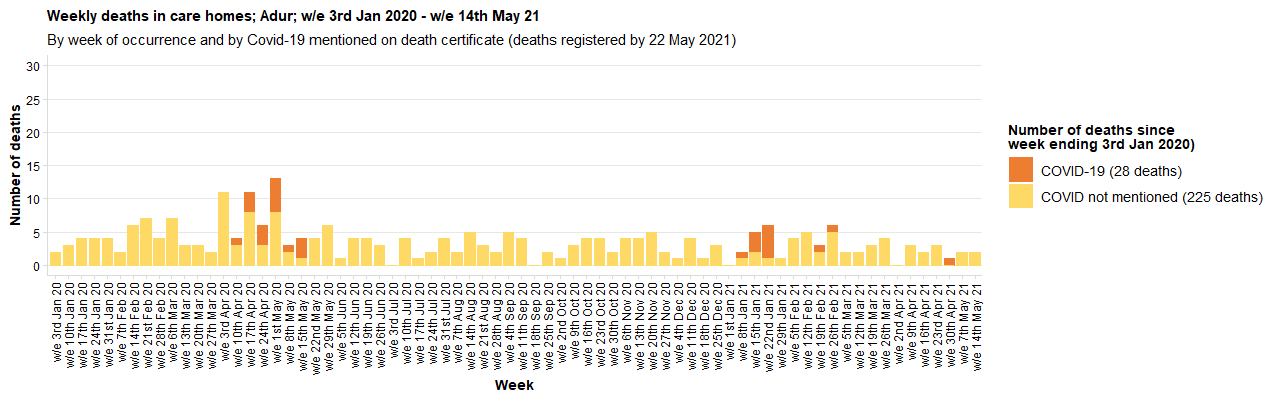 Weekly deaths in care homes; Adur; w/e 3rd Jan 2020 - w/e 14th May 21
By week of occurrence and by Covid-19 mentioned on death certificate (deaths registered by 22 May 2021)
Number of deaths
30
25
20
15
10
5
0
w/e 3rd Jan 20
w/e 10th Jan 20
w/e 17th Jan 20
w/e 24th Jan 20
w/e 31st Jan 20
w/e 7th Feb 20
w/e 14th Feb 20
w/e 21st Feb 20
w/e 28th Feb 20
w/e 6th Mar 20
w/e 13th Mar 20
w/e 20th Mar 20
w/e 27th Mar 20
w/e 3rd Apr 20
w/e 10th Apr 20
w/e 17th Apr 20
w/e 24th Apr 20
w/e 1st May 20
w/e 8th May 20
w/e 15th May 20
w/e 22nd May 20
w/e 29th May 20
w/e 5th Jun 20
w/e 12th Jun 20
w/e 19th Jun 20
w/e 26th Jun 20
w/e 3rd Jul 20
w/e 10th Jul 20
w/e 17th Jul 20
w/e 24th Jul 20
w/e 31st Jul 20
w/e 7th Aug 20
w/e 14th Aug 20
w/e 21st Aug 20
w/e 28th Aug 20
w/e 4th Sep 20
w/e 11th Sep 20
w/e 18th Sep 20
w/e 25th Sep 20
w/e 2nd Oct 20
w/e 9th Oct 20
w/e 16th Oct 20
w/e 23rd Oct 20
w/e 30th Oct 20
w/e 6th Nov 20
w/e 13th Nov 20
w/e 20th Nov 20
w/e 27th Nov 20
w/e 4th Dec 20
w/e 11th Dec 20
w/e 18th Dec 20
w/e 25th Dec 20
w/e 1st Jan 21
w/e 8th Jan 21
w/e 15th Jan 21
w/e 22nd Jan 21
w/e 29th Jan 21
w/e 5th Feb 21
w/e 12th Feb 21
w/e 19th Feb 21
w/e 26th Feb 21
w/e 5th Mar 21
w/e 12th Mar 21
w/e 19th Mar 21
w/e 26th Mar 21
w/e 2nd Apr 21
w/e 9th Apr 21
w/e 16th Apr 21
w/e 23rd Apr 21
w/e 30th Apr 21
w/e 7th May 21
w/e 14th May 21
Week
Number of deaths since
week ending 3rd Jan 2020)
COVID-19 (28 deaths)
COVID not mentioned (225 deaths)